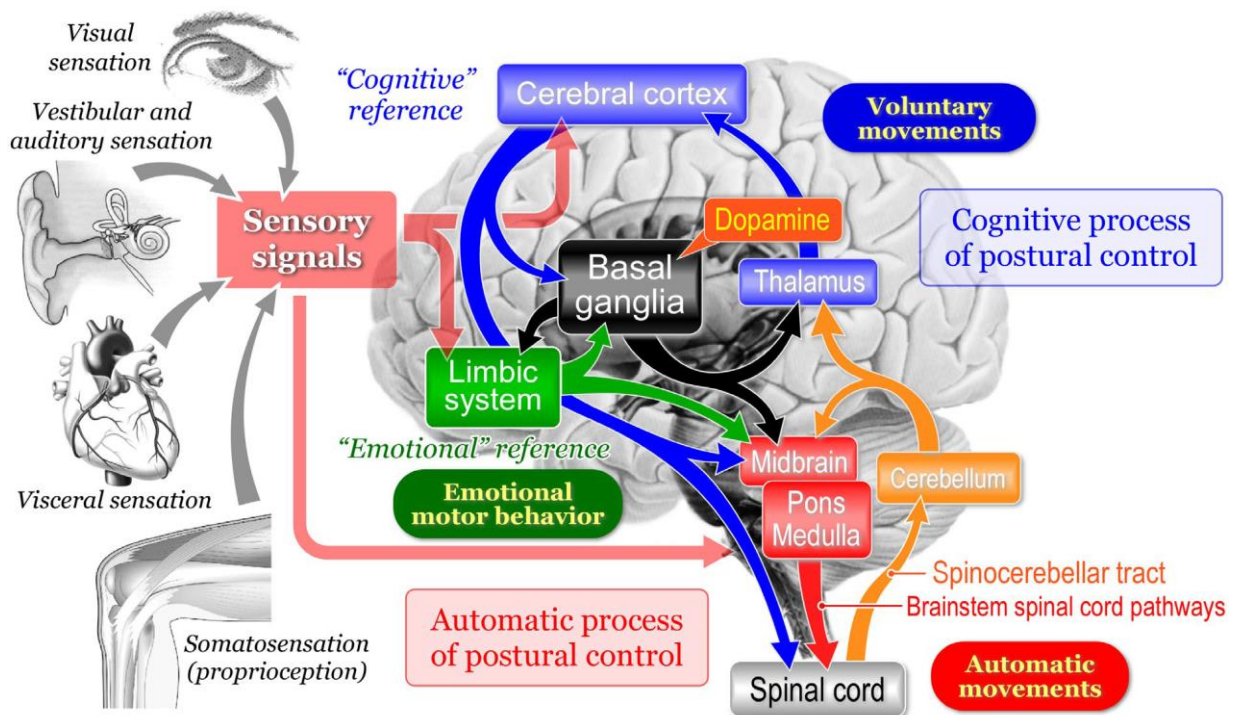 Visual
sensation
Vestibular and
auditory sensation
Sensory
signals
Visceral sensation
Somatosensation
(proprioception)
“Cognitive”
reference
Cerebral cortex
Voluntary
movements
Cognitive process
of postural control
Dopamine
Basal
ganglia
Thalamus
Limbic
system
“Emotional” reference
Emotional
motor behavior
Midbrain
Pons
Medulla
Cerebellum
Spinocerebellar tract
Brainstem spinal cord pathways
Automatic process
of postural control
Spinal cord
Automatic
movements